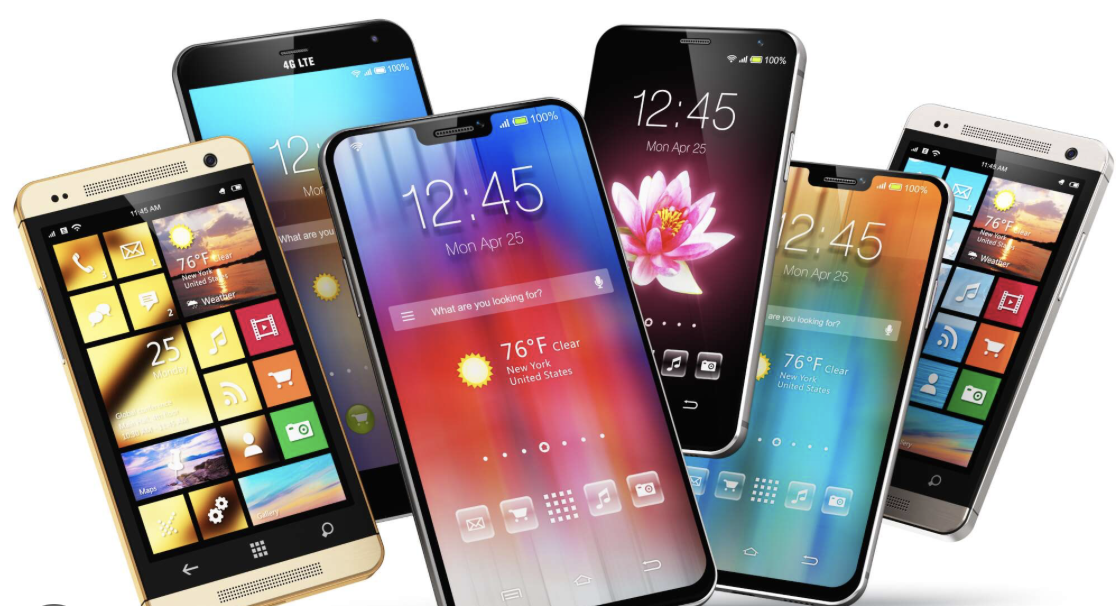 11:45 AM
76°F Clear
New York
United States
Weather
2
25
Monday
Maps
Gallery
4G LTE
100%
12:
Mon
What are you
100%
12:45
Mon Apr 25
What are you looking for?
76°F Clear
New York
United States
100%
12:45
Mon Apr 25
100%
12:45
Mon Apr 25
are you looking for?
76°F Clear
New York
United States
11:45 AM
76°F Clear
New York
United States
Weather